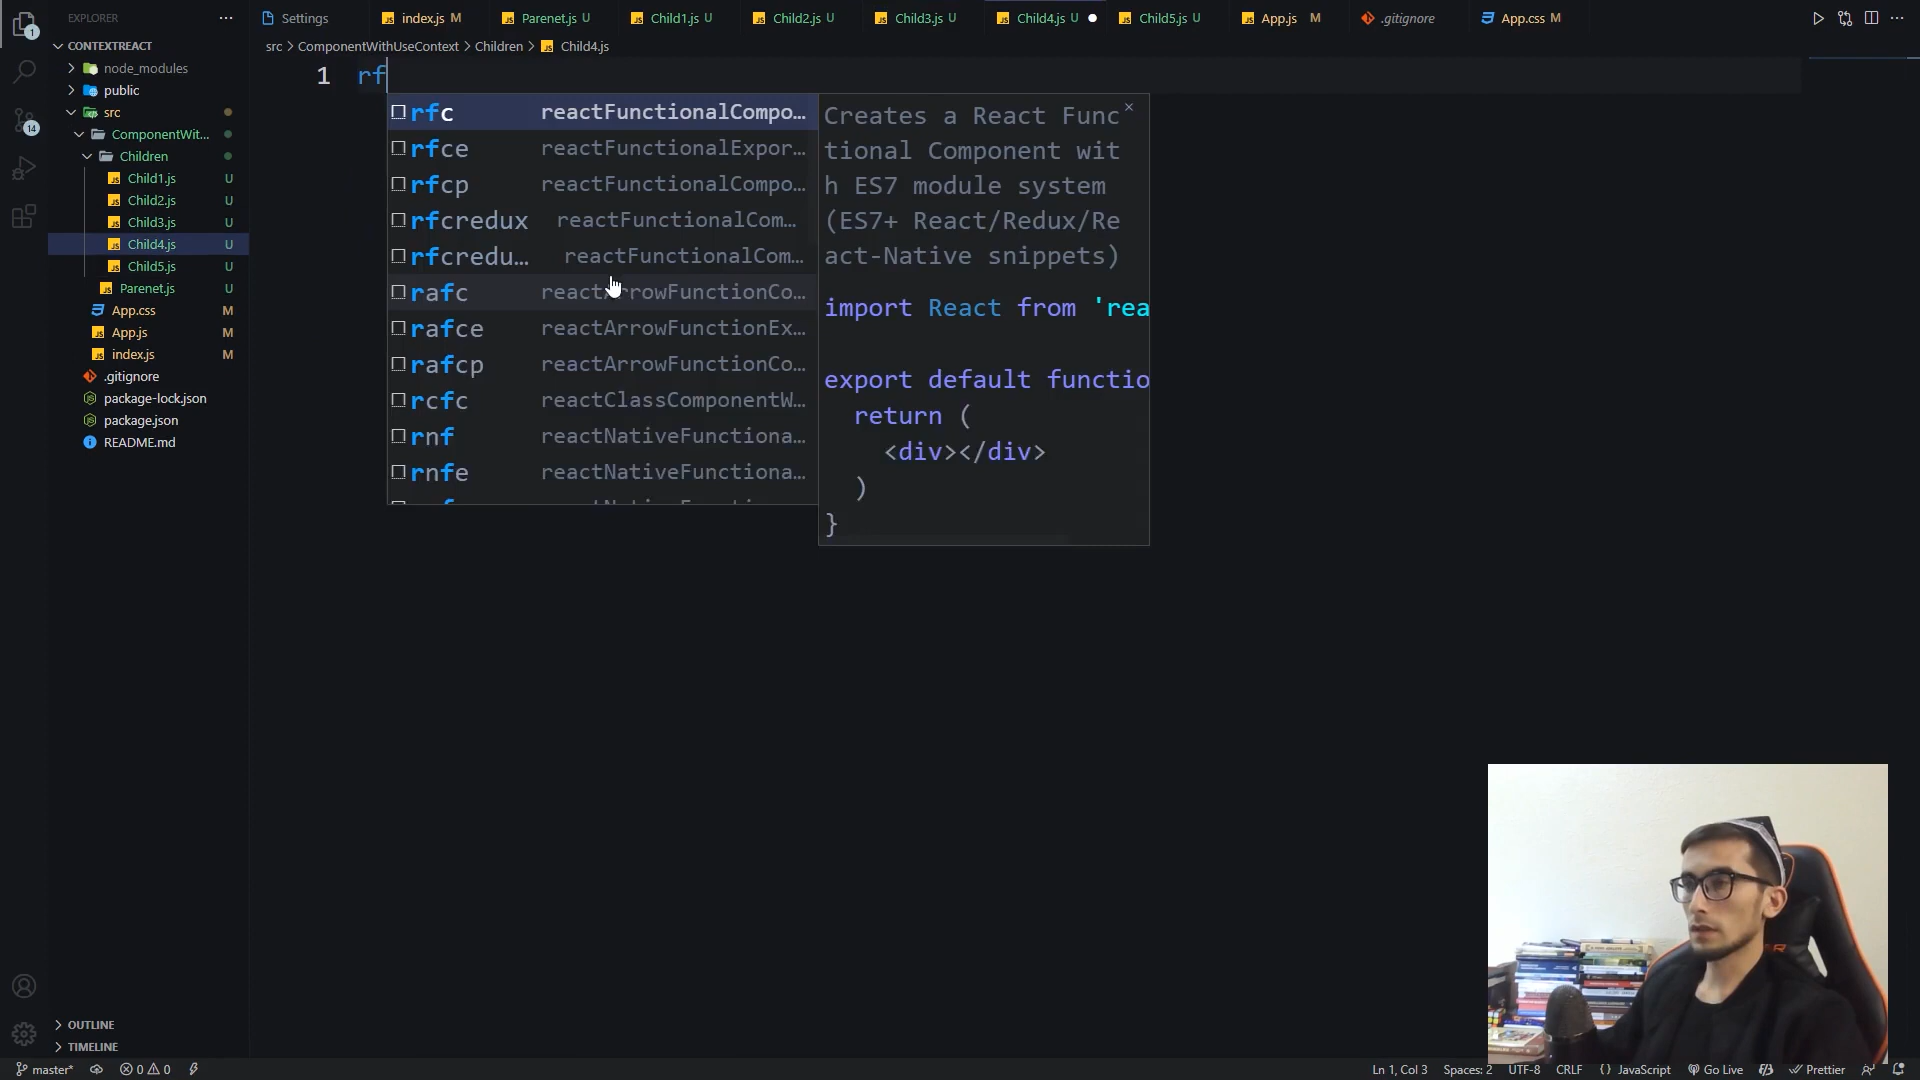 EXPLORER
Settings
index.js M
Parenet.js U
Child1.js U
Child2.js U
Child3.js U
Child4.js U
Child5.js U
App.js M
.gitignore
App.css M
src > ComponentWithUseContext > Children > Child4.js
CONTEXTREACT
node_modules
public
src
ComponentWit...
Children
Child1.js U
Child2.js U
Child3.js U
Child4.js U
Child5.js U
Parenet.js U
App.css M
App.js M
index.js M
.gitignore
package-lock.json
package.json
README.md
OUTLINE
TIMELINE
1
14
1 rf
rfc reactFunctionalCompo...
rfce reactFunctionalExpor...
rfcp reactFunctionalCompo...
rfcredux reactFunctionalCom...
rfcredu... reactFunctionalCom...
rafc reactArrowFunctionCo...
rafce reactArrowFunctionEx...
rafcp reactArrowFunctionCo...
rcfc reactClassComponentW...
rnf reactNativeFunctiona...
rnfe reactNativeFunctiona...
Creates a React Func
tional Component wit
h ES7 module system
(ES7+ React/Redux/Re
act-Native snippets)
import React from 'rea
export default functio
return (
<div></div>
)
}
master*
0 0
Ln 1, Col 3
Spaces: 2
UTF-8
CRLF
{ } JavaScript
Go Live
Prettier